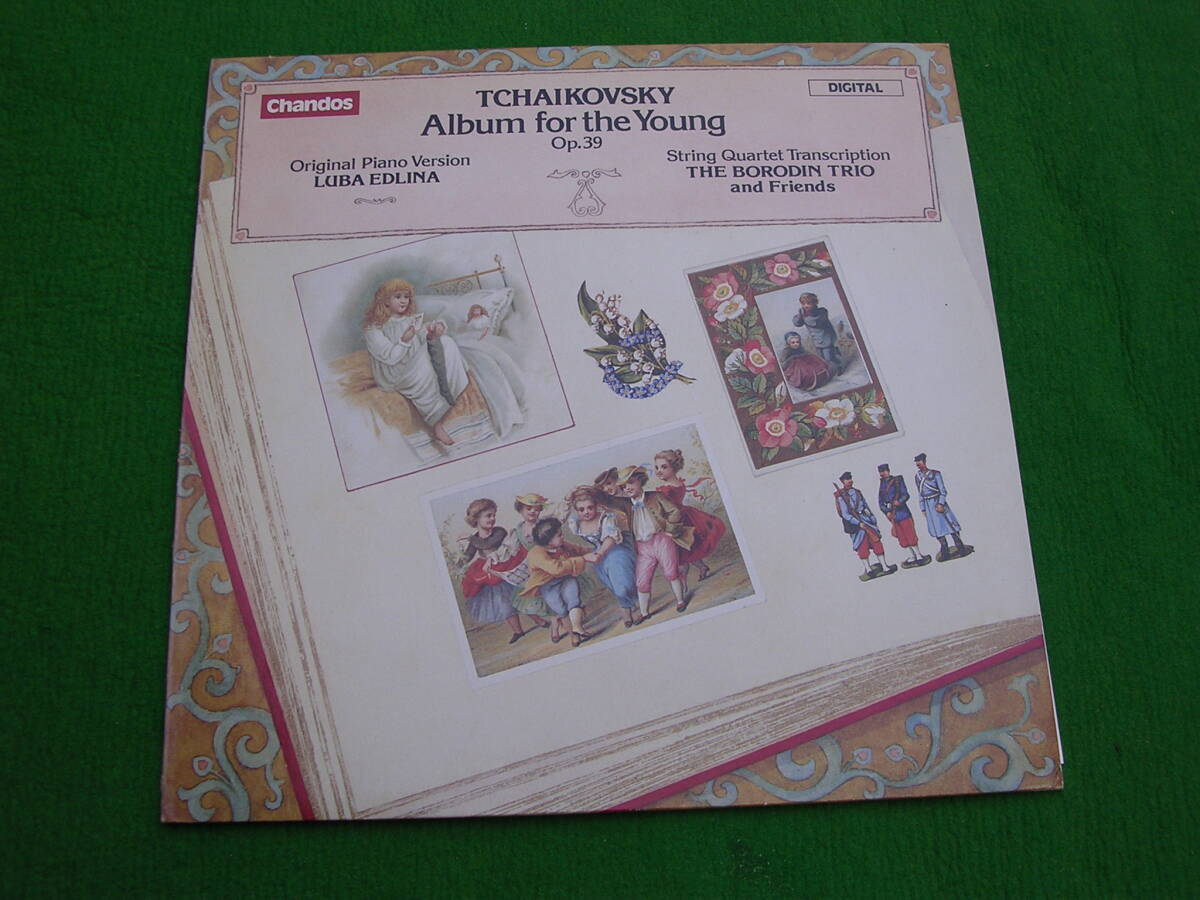 Chandos
DIGITAL
TCHAIKOVSKY
Album for the Young
Op.39
Original Piano Version
LUBA EDLINA
String Quartet Transcription
THE BORODIN TRIO
and Friends